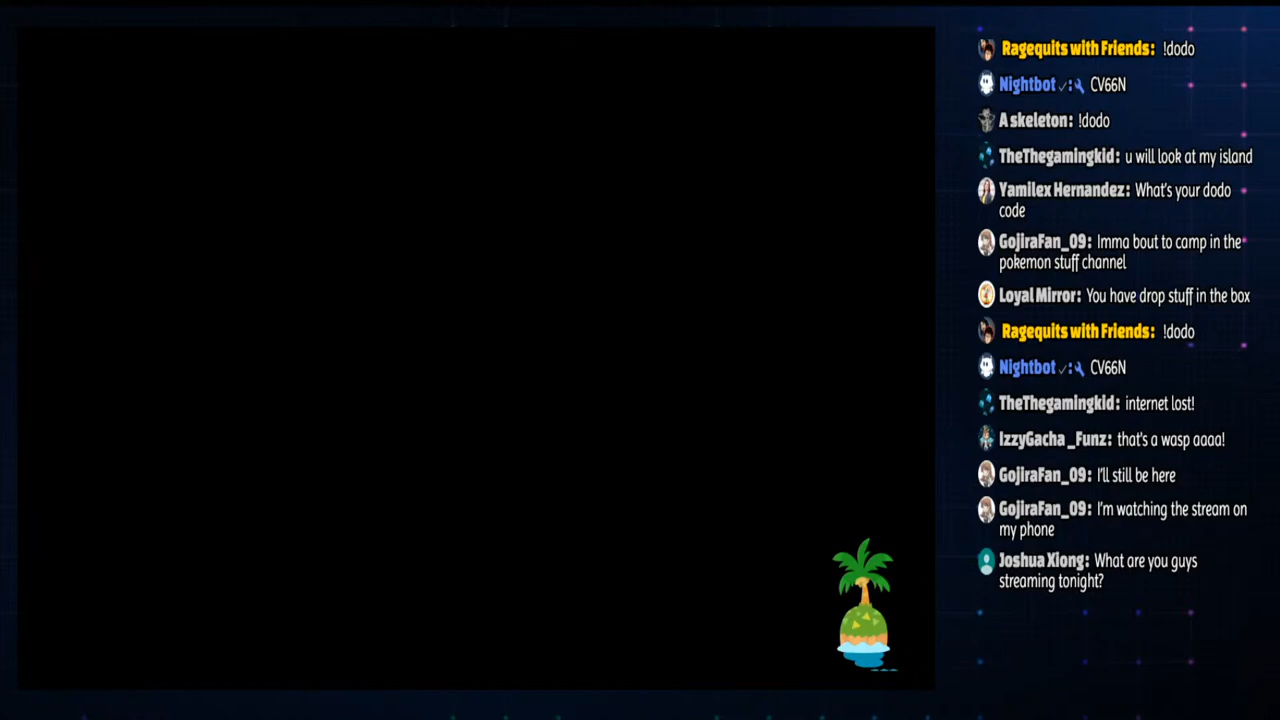 Ragequits with Friends: !dodo
Nightbot ✓: CV66N
A skeleton: !dodo
TheThegamingkid: u will look at my island
Yamilex Hernandez: What's your dodo
code
GojiraFan_09: Imma bout to camp in the
pokemon stuff channel
Loyal Mirror: You have drop stuff in the box
Ragequits with Friends: !dodo
Nightbot ✓: CV66N
TheThegamingkid: internet lost!
IzzyGacha _Funz: that's a wasp aaaa!
GojiraFan_09: I'll still be here
GojiraFan_09: I'm watching the stream on
my phone
Joshua Xiong: What are you guys
streaming tonight?